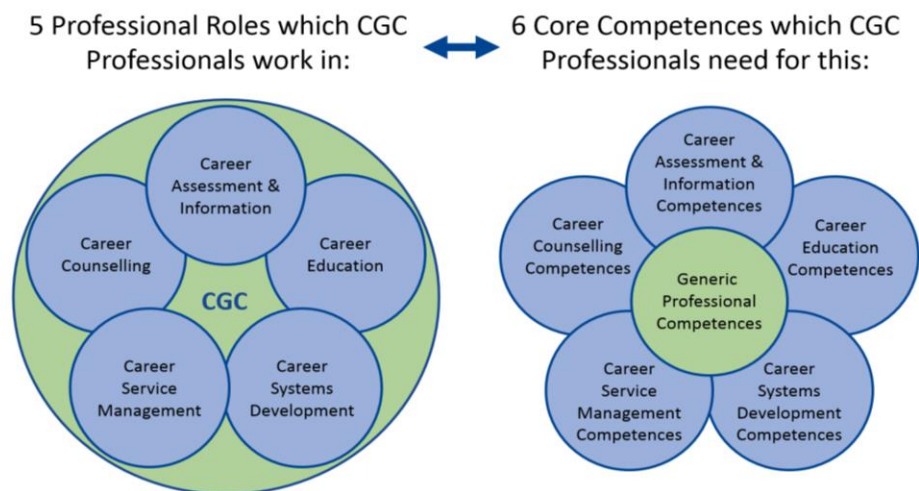 5 Professional Roles which CGC
Professionals work in:
6 Core Competences which CGC
Professionals need for this:
Career
Assessment &
Information
Career
Counselling
Career
Education
CGC
Career
Service
Management
Career
Systems
Development
Career
Assessment &
Information
Competences
Career
Counselling
Competences
Career
Education
Competences
Generic
Professional
Competences
Career
Service
Management
Competences
Career
Systems
Development
Competences